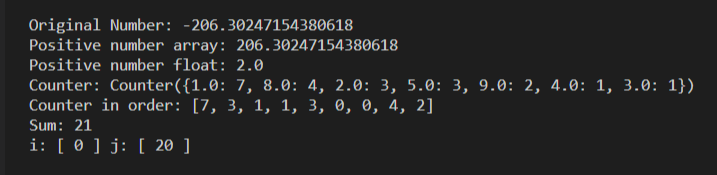 Original Number: -206.30247154380618
Positive number array: 206.30247154380618
Positive number float: 2.0
Counter: Counter({1.0: 7, 8.0: 4, 2.0: 3, 5.0: 3, 9.0: 2, 4.0: 1, 3.0: 1})
Counter in order: [7, 3, 1, 1, 3, 0, 0, 4, 2]
Sum: 21
i: [ 0 ] j: [ 20 ]